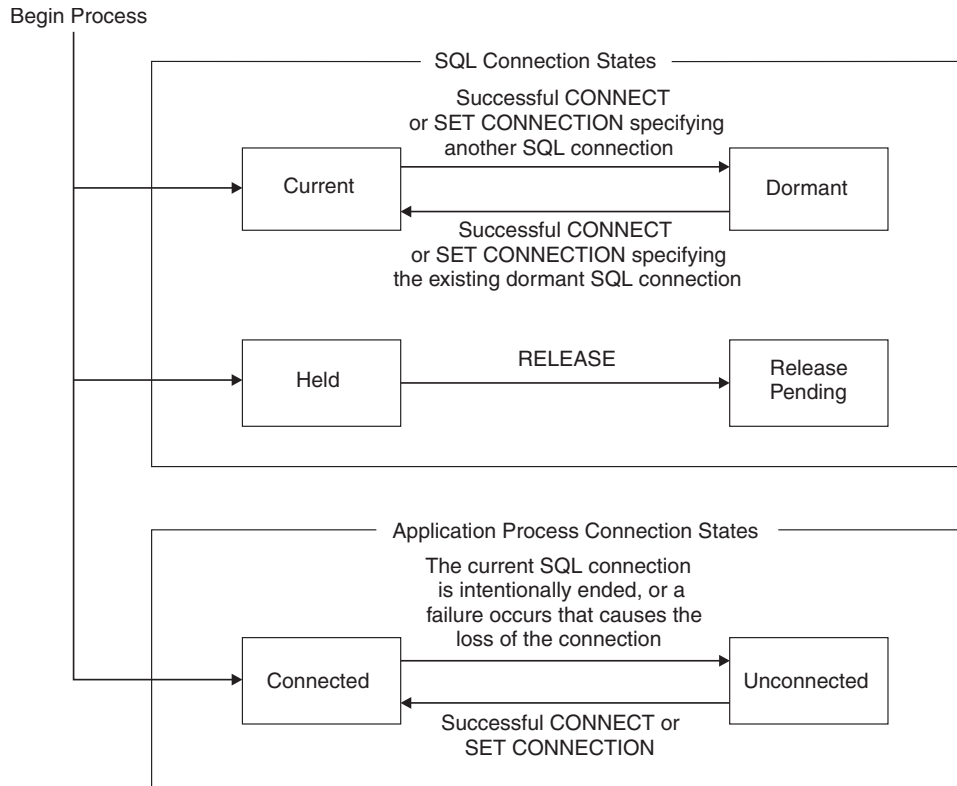 Begin Process
SQL Connection States
Successful CONNECT
or SET CONNECTION specifying
another SQL connection
Current
Dormant
Successful CONNECT
or SET CONNECTION specifying
the existing dormant SQL connection
Held
RELEASE
Release
Pending
Application Process Connection States
The current SQL connection
is intentionally ended, or a
failure occurs that causes the
loss of the connection
Connected
Unconnected
Successful CONNECT or
SET CONNECTION